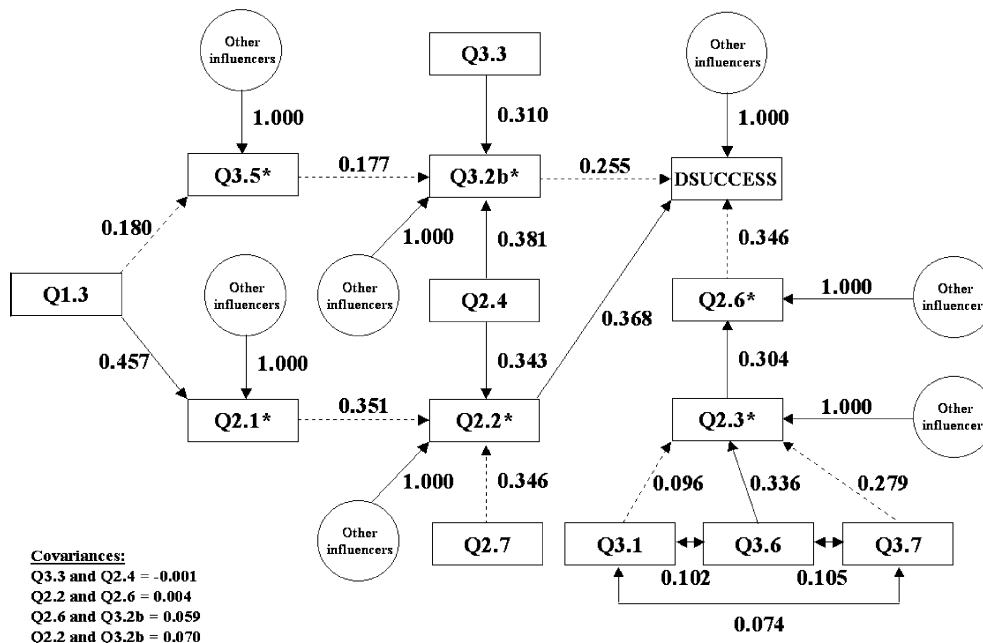 Other
influencers
Q3.3
Other
influencers
1.000
0.310
1.000
Q3.5*
0.177
Q3.2b*
0.255
DSUCCESS
0.180
1.000
0.381
0.346
Q1.3
Other
influencers
Other
influencers
Q2.4
Q2.6*
1.000
Other
influencers
0.368
0.457
1.000
0.343
0.304
Q2.1*
0.351
Q2.2*
Q2.3*
1.000
Other
influencers
1.000
0.346
0.096
0.336
0.279
Other
influencers
Q2.7
Q3.1
Q3.6
Q3.7
0.102
0.105
0.074
Covariances:
Q3.3 and Q2.4 = -0.001
Q2.2 and Q2.6 = 0.004
Q2.6 and Q3.2b = 0.059
Q2.2 and Q3.2b = 0.070